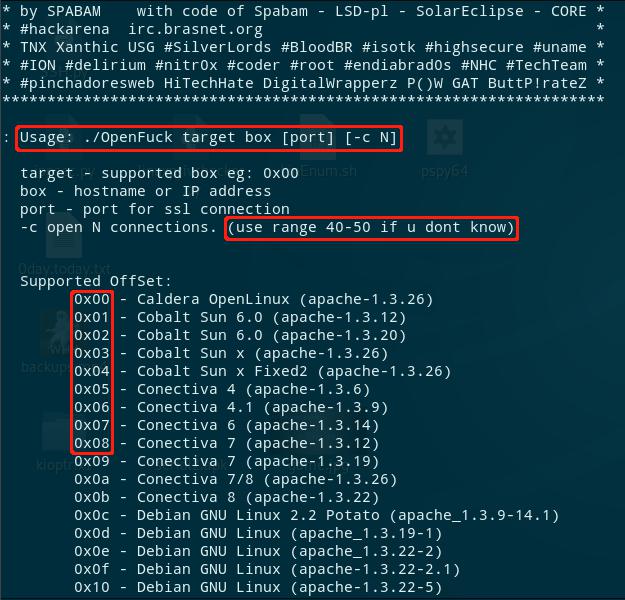 * by SPABAM    with code of Spabam - LSD-pl - SolarEclipse - CORE *
* #hackarena  irc.brasnet.org                                     *
* TNX Xanthic USG #SilverLords #BloodBR #isotk #highsecure #uname *
* #ION #delirium #nitr0x #coder #root #endiabrad0s #NHC #TechTeam *
* #pinchadoresweb HiTechHate DigitalWrapperz P()W GAT ButtP!rateZ *
*******************************************************************
: Usage: ./OpenFuck target box [port] [-c N]
Enum.sh
pspy64
target - supported box eg: 0x00
box - hostname or IP address
port - port for ssl connection
-c open N connections. (use range 40-50 if u dont know)
0day.today.txt
Supported OffSet:
0x00 - Caldera OpenLinux (apache-1.3.26)
0x01 - Cobalt Sun 6.0 (apache-1.3.12)
0x02 - Cobalt Sun 6.0 (apache-1.3.20)
0x03 - Cobalt Sun x (apache-1.3.26)
0x04 - Cobalt Sun x Fixed2 (apache-1.3.26)
0x05 - Conectiva 4 (apache-1.3.6)
0x06 - Conectiva 4.1 (apache-1.3.9)
0x07 - Conectiva 6 (apache-1.3.14)
0x08 - Conectiva 7 (apache-1.3.12)
0x09 - Conectiva 7 (apache-1.3.19)
0x0a - Conectiva 7/8 (apache-1.3.26)
0x0b - Conectiva 8 (apache-1.3.22)
0x0c - Debian GNU Linux 2.2 Potato (apache_1.3.9-14.1)
0x0d - Debian GNU Linux (apache_1.3.19-1)
0x0e - Debian GNU Linux (apache_1.3.22-2)
0x0f - Debian GNU Linux (apache-1.3.22-2.1)
0x10 - Debian GNU Linux (apache-1.3.22-5)